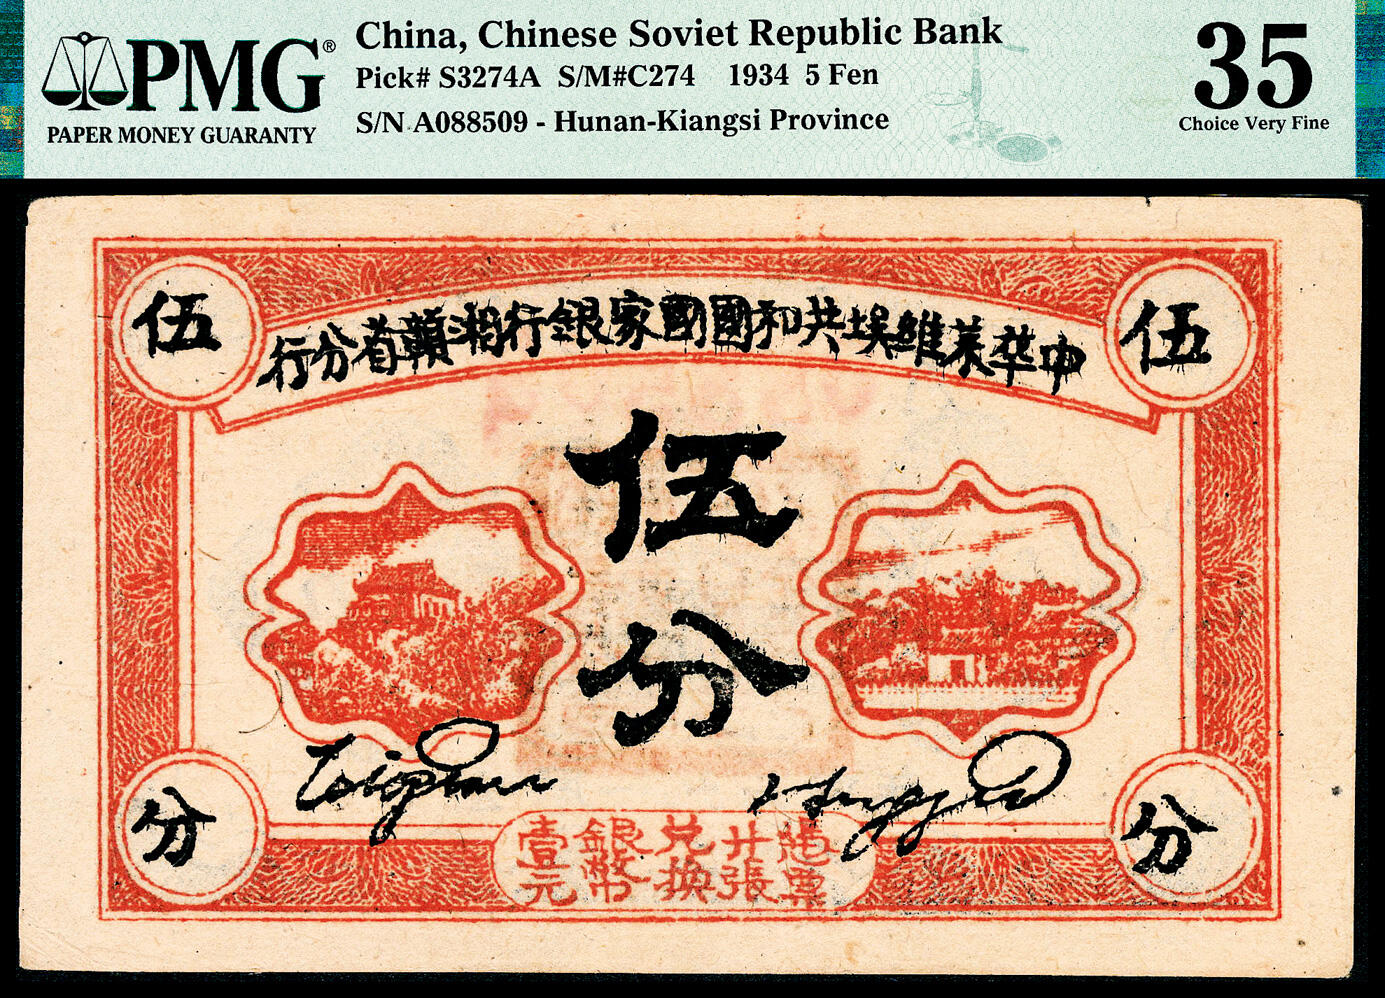 PMG®
PAPER MONEY GUARANTY
China, Chinese Soviet Republic Bank
Pick# S3274A S/M#C274 1934 5 Fen
S/N A088509 - Hunan-Kiangsi Province
35
Choice Very Fine
伍
中華蘇維埃共和國國家銀行湘贛省分行
伍
伍分
分
分
憑票
廿張
兌換
銀幣
壹元